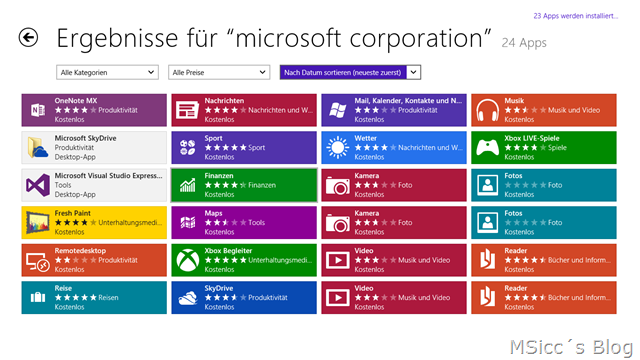 23 Apps werden installiert...
Ergebnisse für “microsoft corporation” 24 Apps
Alle Kategorien
Alle Preise
Nach Datum sortieren (neueste zuerst)
OneNote MX
Produktivität
Kostenlos
Nachrichten
Nachrichten und W...
Kostenlos
Mail, Kalender, Kontakte und N...
Produktivität
Kostenlos
Musik
Musik und Video
Kostenlos
Microsoft SkyDrive
Produktivität
Desktop-App
Sport
Sport
Kostenlos
Wetter
Nachrichten und W...
Kostenlos
Xbox LIVE-Spiele
Spiele
Kostenlos
Microsoft Visual Studio Express...
Tools
Desktop-App
Finanzen
Finanzen
Kostenlos
Kamera
Foto
Kostenlos
Fotos
Foto
Kostenlos
Fresh Paint
Unterhaltungsmedi...
Kostenlos
Maps
Tools
Kostenlos
Kamera
Foto
Kostenlos
Fotos
Foto
Kostenlos
Remotedesktop
Produktivität
Kostenlos
Xbox Begleiter
Unterhaltungsmedi...
Kostenlos
Video
Musik und Video
Kostenlos
Reader
Bücher und Inform...
Kostenlos
Reise
Reisen
Kostenlos
SkyDrive
Produktivität
Kostenlos
Video
Musik und Video
Kostenlos
Reader
Bücher und Inform...
Kostenlos
MSicc´s Blog